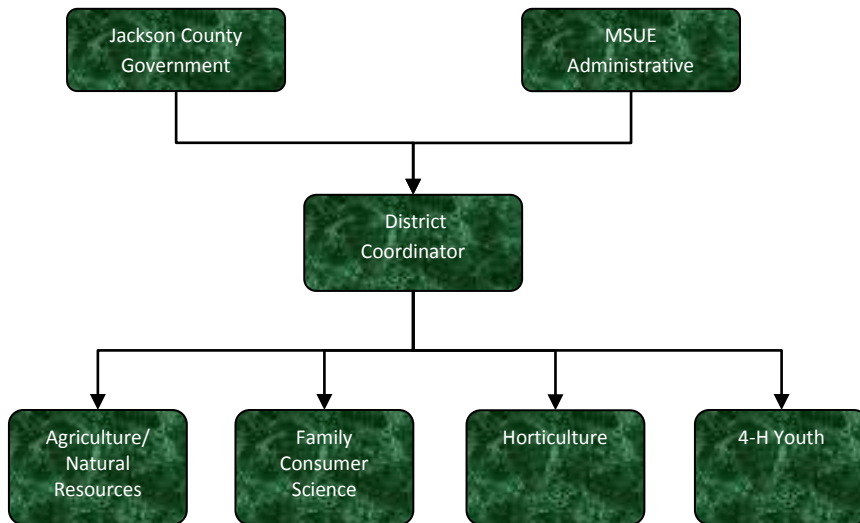 Jackson County
Government
MSUE
Administrative
District
Coordinator
Agriculture/
Natural
Resources
Family
Consumer
Science
Horticulture
4-H Youth